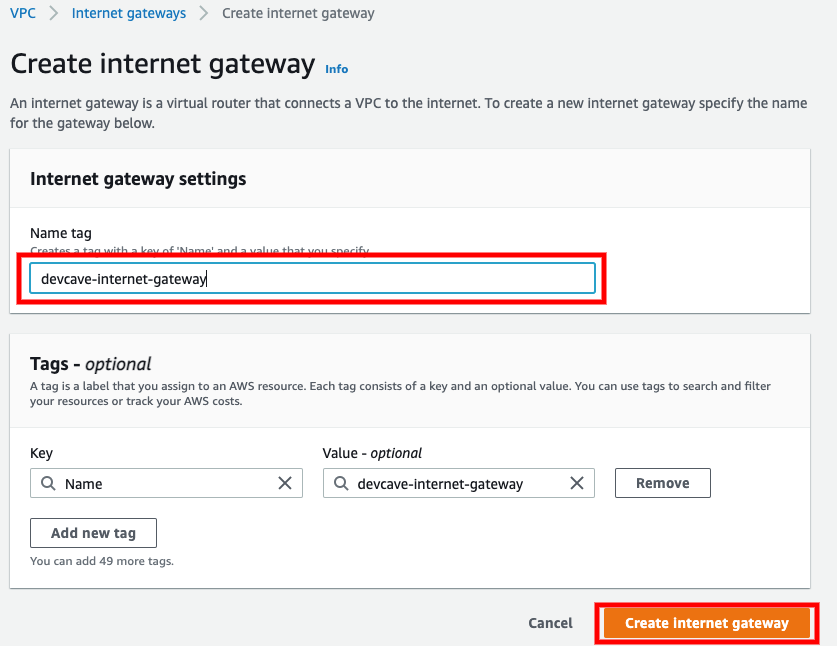 VPC > Internet gateways > Create internet gateway
Create internet gateway Info
An internet gateway is a virtual router that connects a VPC to the internet. To create a new internet gateway specify the name
for the gateway below.
Internet gateway settings
Name tag
Creates a tag with a key of 'Name' and a value that you specify.
devcave-internet-gateway
Tags - optional
A tag is a label that you assign to an AWS resource. Each tag consists of a key and an optional value. You can use tags to search and filter
your resources or track your AWS costs.
Key Value - optional
Name devcave-internet-gateway Remove
Add new tag
You can add 49 more tags.
Cancel Create internet gateway